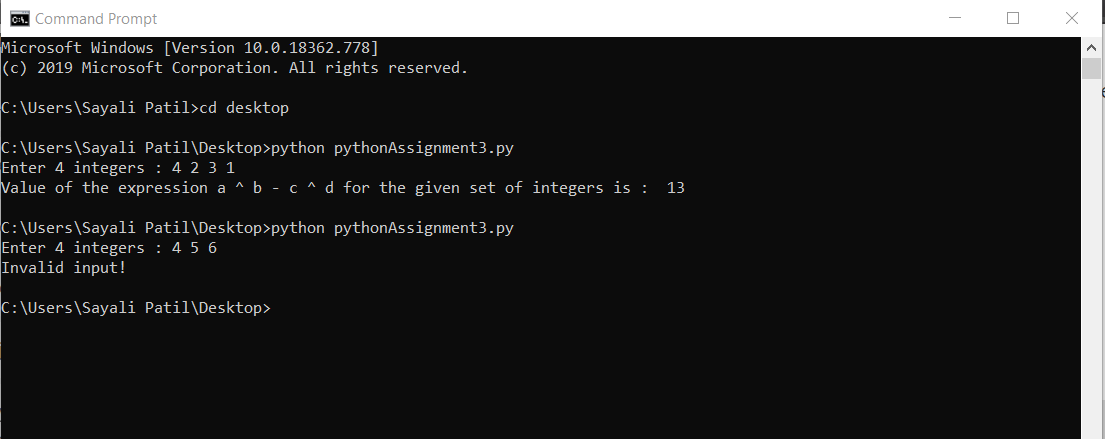 Command Prompt
Microsoft Windows [Version 10.0.18362.778]
(c) 2019 Microsoft Corporation. All rights reserved.
C:\Users\Sayali Patil>cd desktop
C:\Users\Sayali Patil\Desktop>python pythonAssignment3.py
Enter 4 integers : 4 2 3 1
Value of the expression a ^ b - c ^ d for the given set of integers is :  13
C:\Users\Sayali Patil\Desktop>python pythonAssignment3.py
Enter 4 integers : 4 5 6
Invalid input!
C:\Users\Sayali Patil\Desktop>